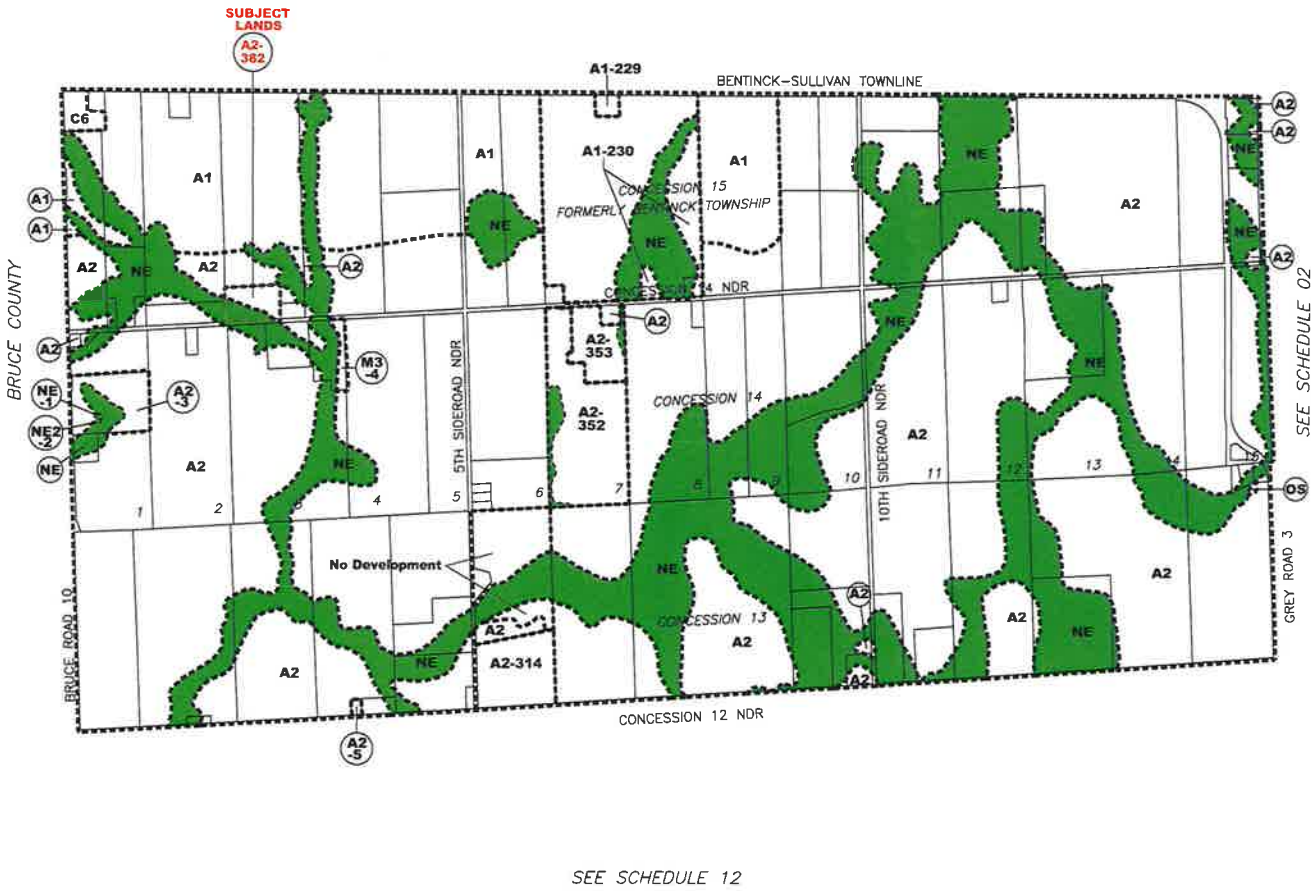 SUBJECT
LANDS
A2-
382
A1-229
BENTINCK-SULLIVAN TOWNLINE
C6
A2
A2
NE
NE
A1
A1-230
A1
A1
CONCESSION 15
FORMERLY BENTINCK TOWNSHIP
A1
A1
A2
NE
NE
NE
A2
NE
A2
A2
A2
CONCESSION 14 NDR
A2
NE
A2
A2-
353
M3
-4
NE
BRUCE COUNTY
SEE SCHEDULE 02
5TH SIDEROAD NDR
NE
-1
A2
-3
NE2
-2
NE
A2
CONCESSION 14
A2-
352
A2
NE
10TH SIDEROAD NDR
1
2
3
4
5
6
7
8
9
10
11
12
13
14
15
OS
No Development
GREY ROAD 3
BRUCE ROAD 10
NE
A2
A2
CONCESSION 13
A2
A2
NE
A2
NE
A2
A2-314
A2
A2
-5
CONCESSION 12 NDR
SEE SCHEDULE 12